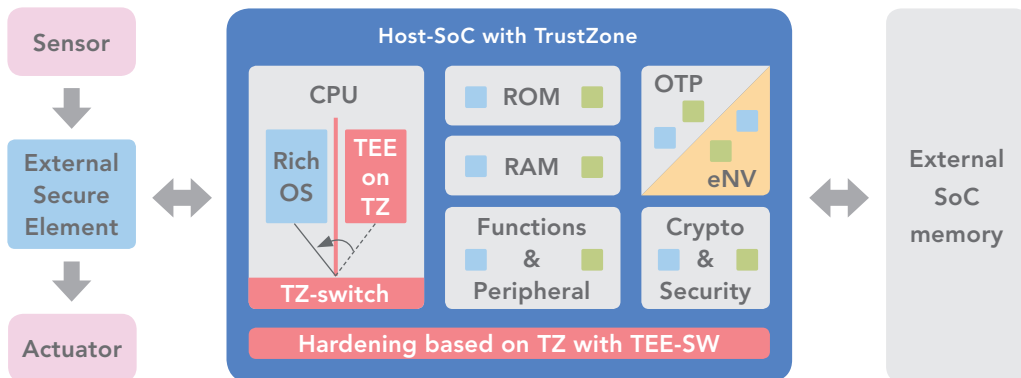 Sensor
External
Secure
Element
Actuator
Host-SoC with TrustZone
CPU
Rich
OS
TEE
on
TZ
TZ-switch
ROM
RAM
OTP
eNV
Functions
&
Peripheral
Crypto
&
Security
Hardening based on TZ with TEE-SW
External
SoC
memory